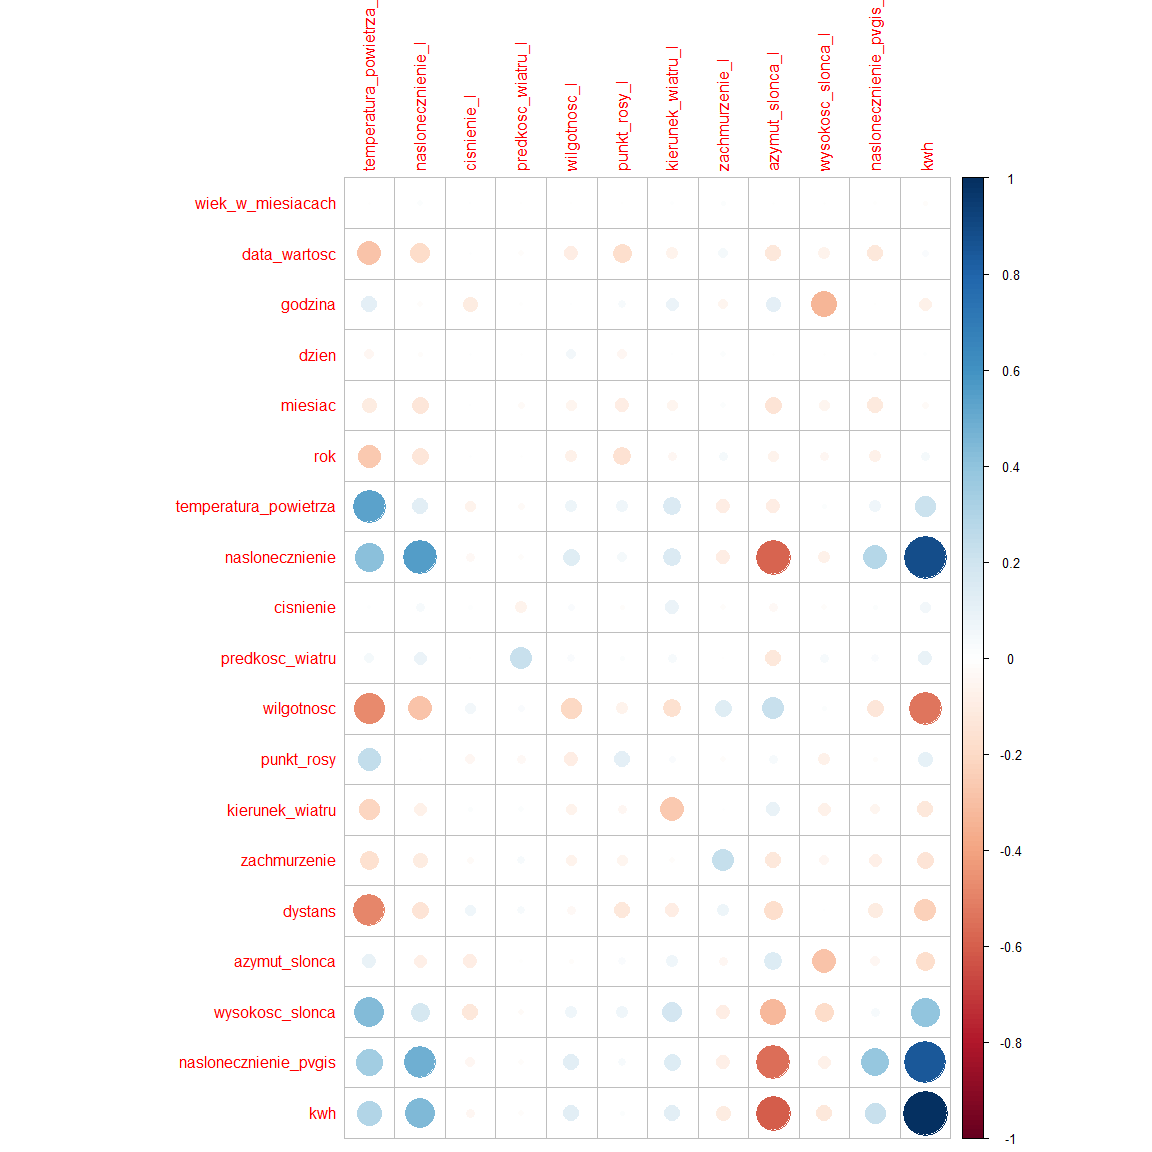 temperatura_powietrza_
naslonecznienie_l
cisnienie_l
predkosc_wiatru_l
wilgotnosc_l
punkt_rosy_l
kierunek_wiatru_l
zachmurzenie_l
azymut_slonca_l
wysokosc_slonca_l
naslonecznienie_pvgis_
kwh
wiek_w_miesiacach
data_wartosc
godzina
dzien
miesiac
rok
temperatura_powietrza
naslonecznienie
cisnienie
predkosc_wiatru
wilgotnosc
punkt_rosy
kierunek_wiatru
zachmurzenie
dystans
azymut_slonca
wysokosc_slonca
naslonecznienie_pvgis
kwh
1
0.8
0.6
0.4
0.2
0
-0.2
-0.4
-0.6
-0.8
-1